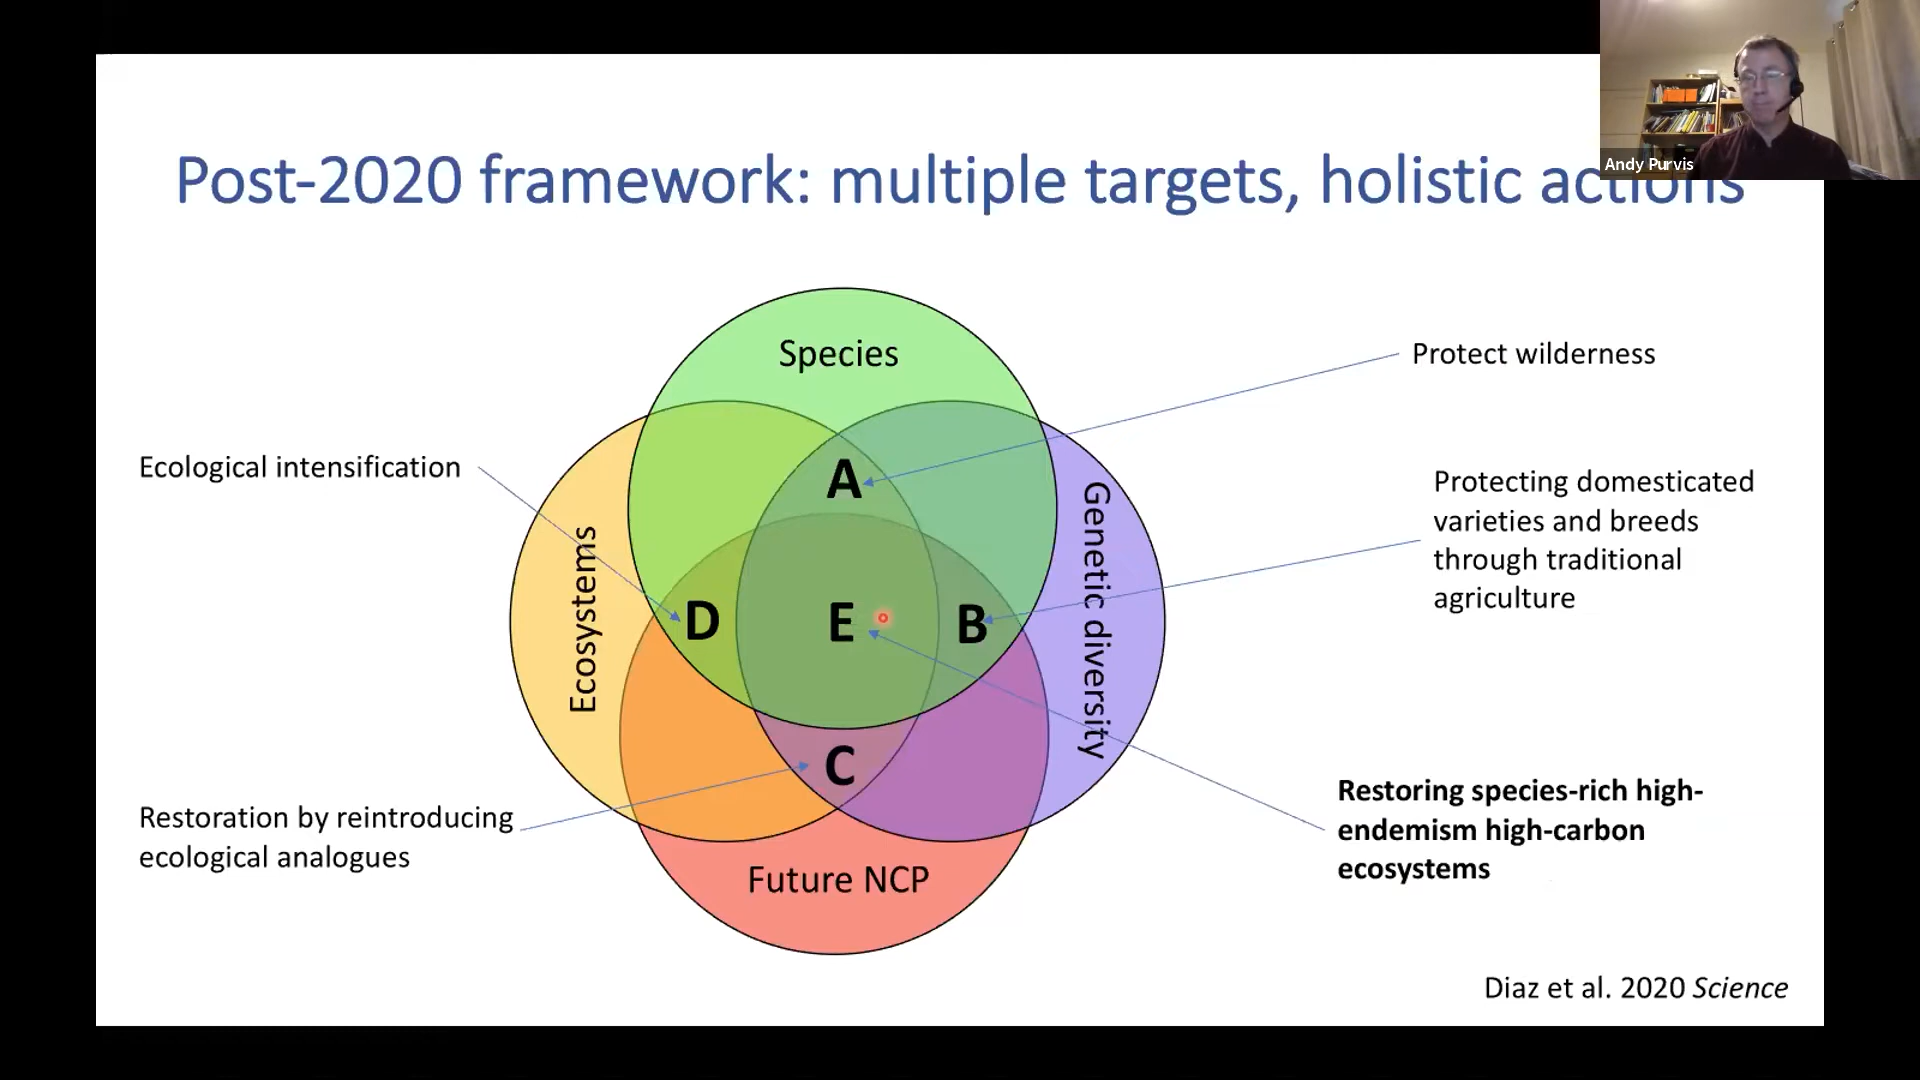 Andy Purvis
Post-2020 framework: multiple targets, holistic actions
Species
Protect wilderness
Ecological intensification
A
Genetic diversity
Protecting domesticated
varieties and breeds
through traditional
agriculture
Ecosystems
D
E
B
C
Restoration by reintroducing
ecological analogues
Restoring species-rich high-
endemism high-carbon
ecosystems
Future NCP
Diaz et al. 2020 Science